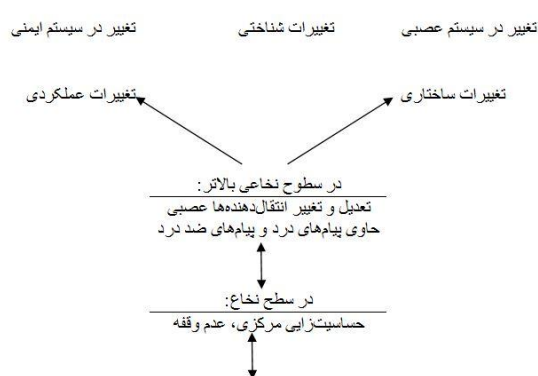 تغییر در سیستم عصبی تغییرات شناختی تغییر در سیستم ایمنی
تغییرات ساختاری تغییرات عملکردی
در سطوح نخاعی بالاتر:
تعدیل و تغییر انتقال‌دهنده‌ها عصبی
حاوی پیام‌های درد و پیام‌های ضد درد
در سطح نخاع:
حساسیت‌زایی مرکزی، عدم وقفه